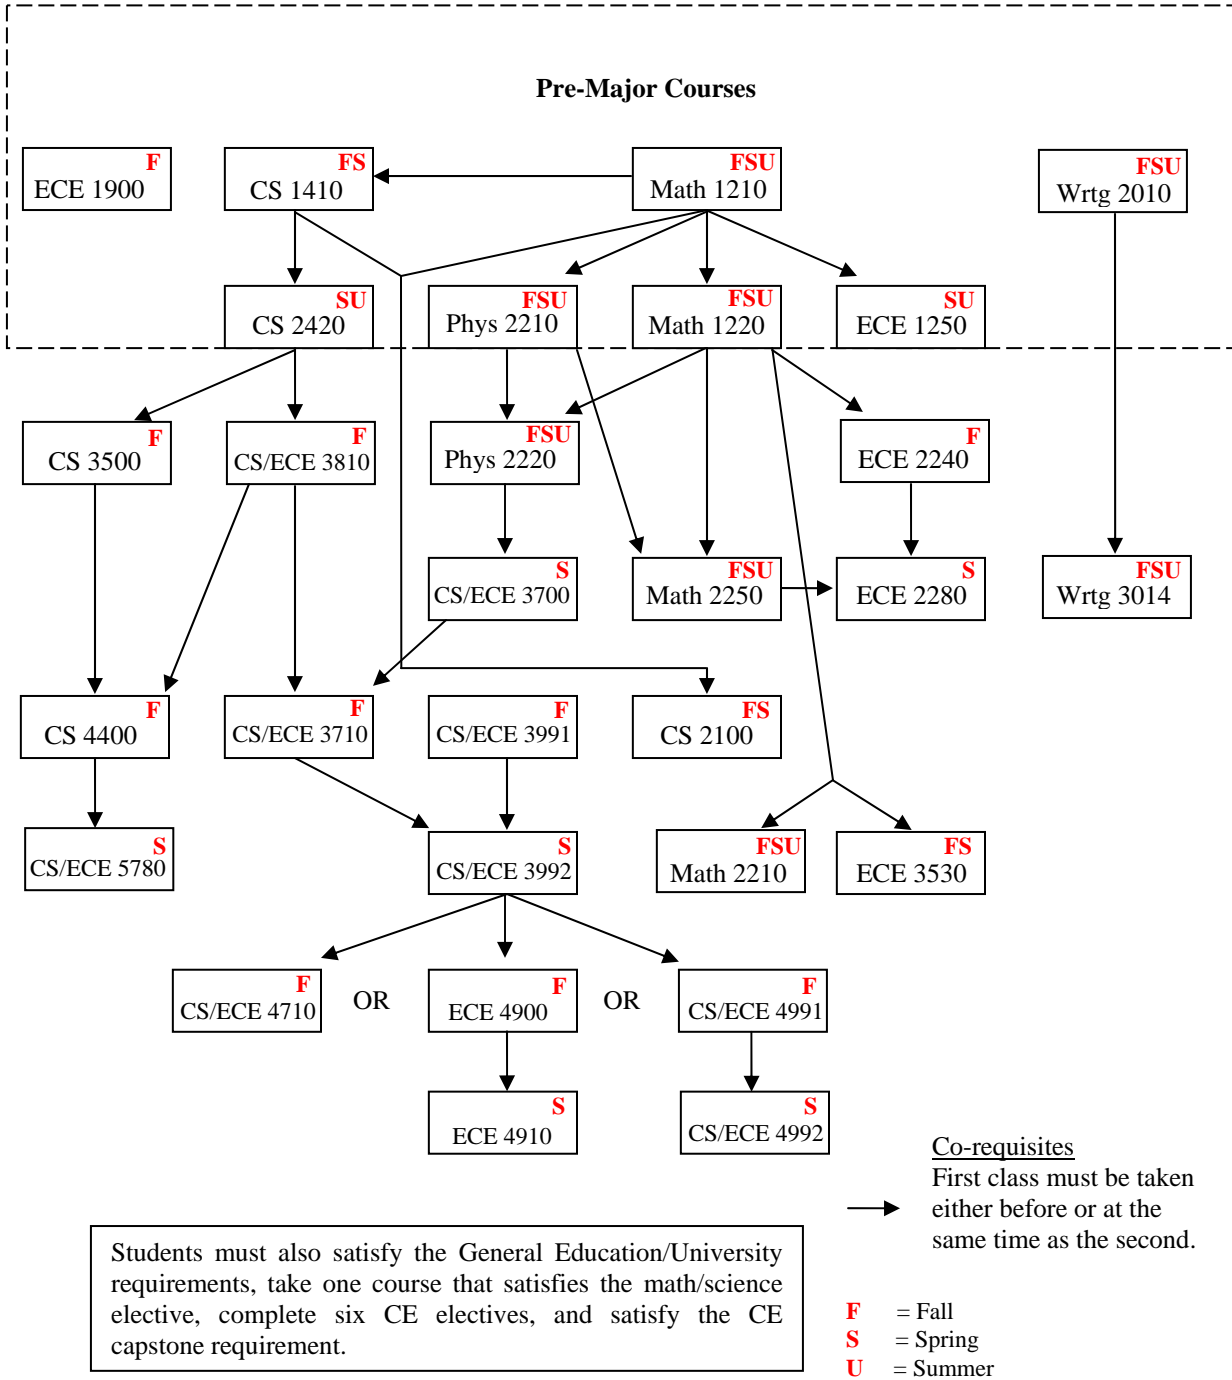 Pre-Major Courses
F
ECE 1900
FS
CS 1410
FSU
Math 1210
FSU
Wrtg 2010
SU
CS 2420
FSU
Phys 2210
FSU
Math 1220
SU
ECE 1250
F
CS 3500
F
CS/ECE 3810
FSU
Phys 2220
F
ECE 2240
S
CS/ECE 3700
FSU
Math 2250
S
ECE 2280
FSU
Wrtg 3014
F
CS 4400
F
CS/ECE 3710
F
CS/ECE 3991
FS
CS 2100
S
CS/ECE 5780
S
CS/ECE 3992
FSU
Math 2210
FS
ECE 3530
F
CS/ECE 4710
OR
F
ECE 4900
OR
F
CS/ECE 4991
S
ECE 4910
S
CS/ECE 4992
Co-requisites
First class must be taken
either before or at the
same time as the second.
Students must also satisfy the General Education/University
requirements, take one course that satisfies the math/science
elective, complete six CE electives, and satisfy the CE
capstone requirement.
F = Fall
S = Spring
U = Summer